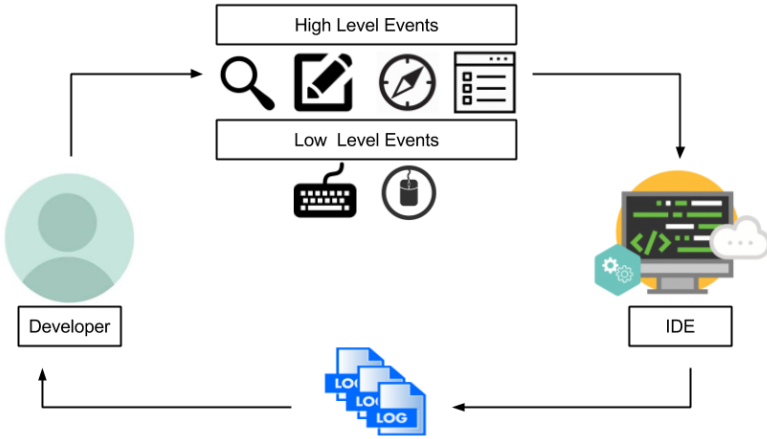 High Level Events
Low Level Events
Developer
IDE
</>
LOG
LOG
LOG